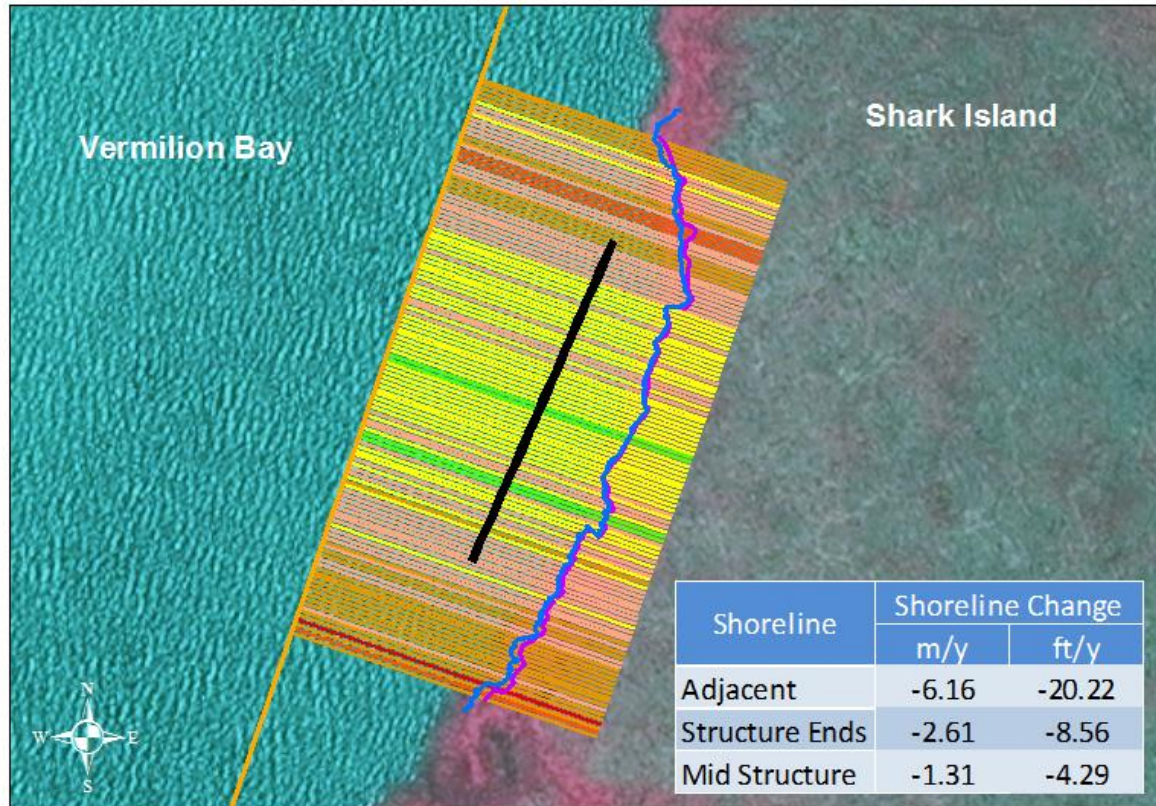 Vermilion Bay
Shark Island
N
W E
S
Shoreline Shoreline Change
m/y ft/y
Adjacent -6.16 -20.22
Structure Ends -2.61 -8.56
Mid Structure -1.31 -4.29